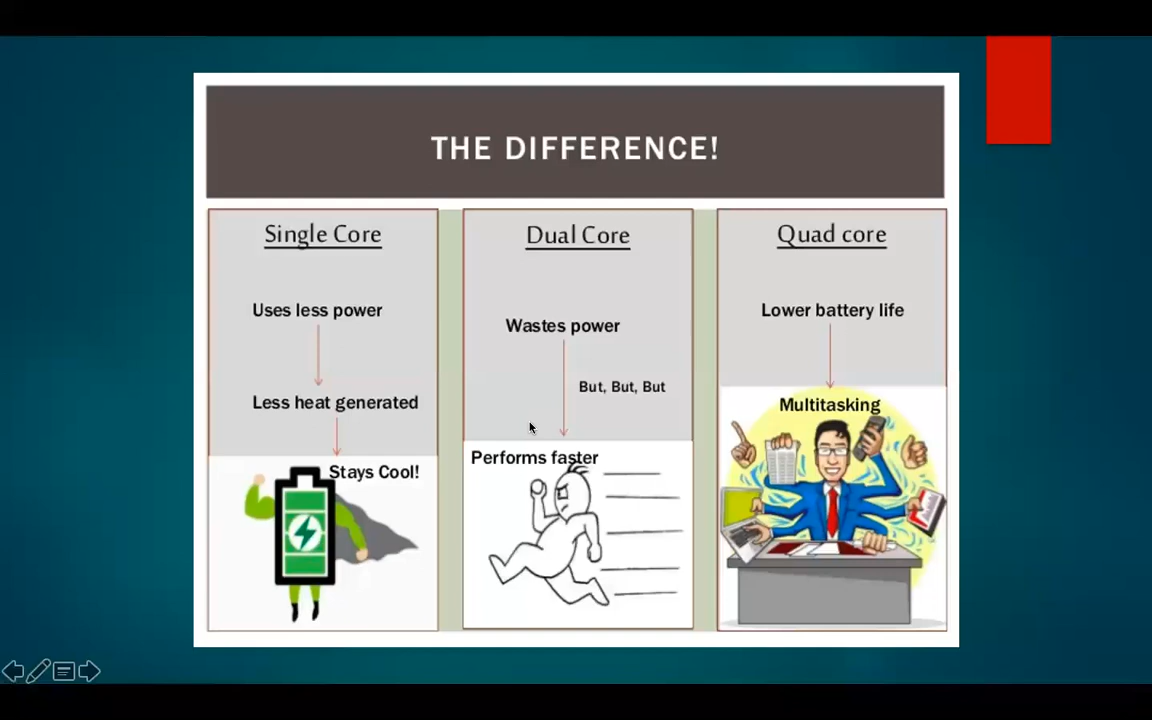 THE DIFFERENCE!
Single Core
Uses less power
Less heat generated
Stays Cool!
Dual Core
Wastes power
But, But, But
Performs faster
Quad core
Lower battery life
Multitasking